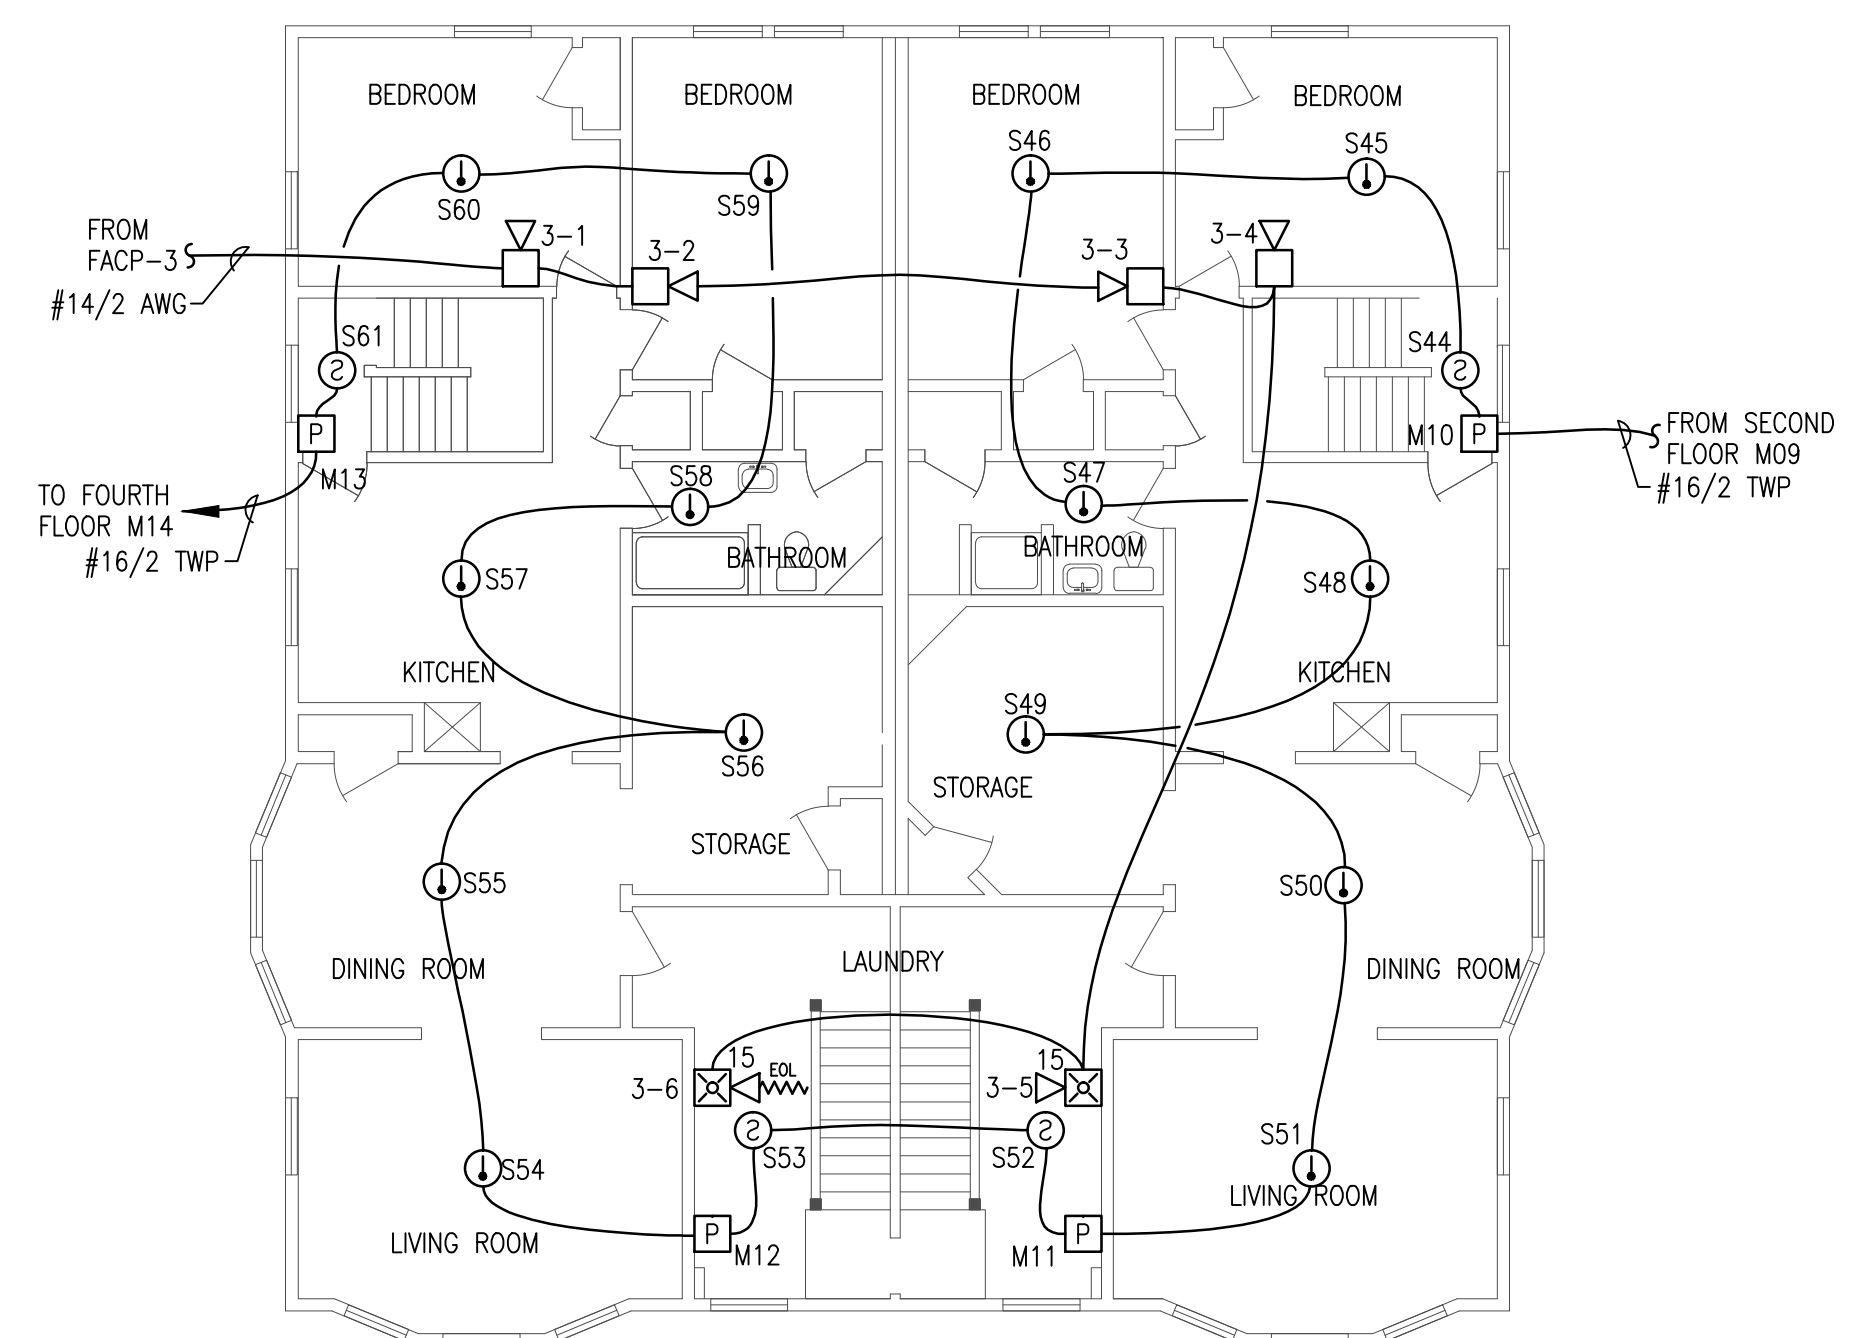 BEDROOM
BEDROOM
BEDROOM
BEDROOM
S46
S45
S60
S59
FROM
FACP-3
3-1
3-2
3-3
3-4
#14/2 AWG
S61
S44
P
M13
M10
P
FROM SECOND
FLOOR M09
#16/2 TWP
TO FOURTH
FLOOR M14
#16/2 TWP
S58
S47
BATHROOM
BATHROOM
S57
S48
KITCHEN
KITCHEN
S49
S56
STORAGE
STORAGE
S55
S50
DINING ROOM
LAUNDRY
DINING ROOM
15
EOL
15
3-6
3-5
S
S
S53
S52
S51
S54
LIVING ROOM
P
P
LIVING ROOM
M12
M11
S
S